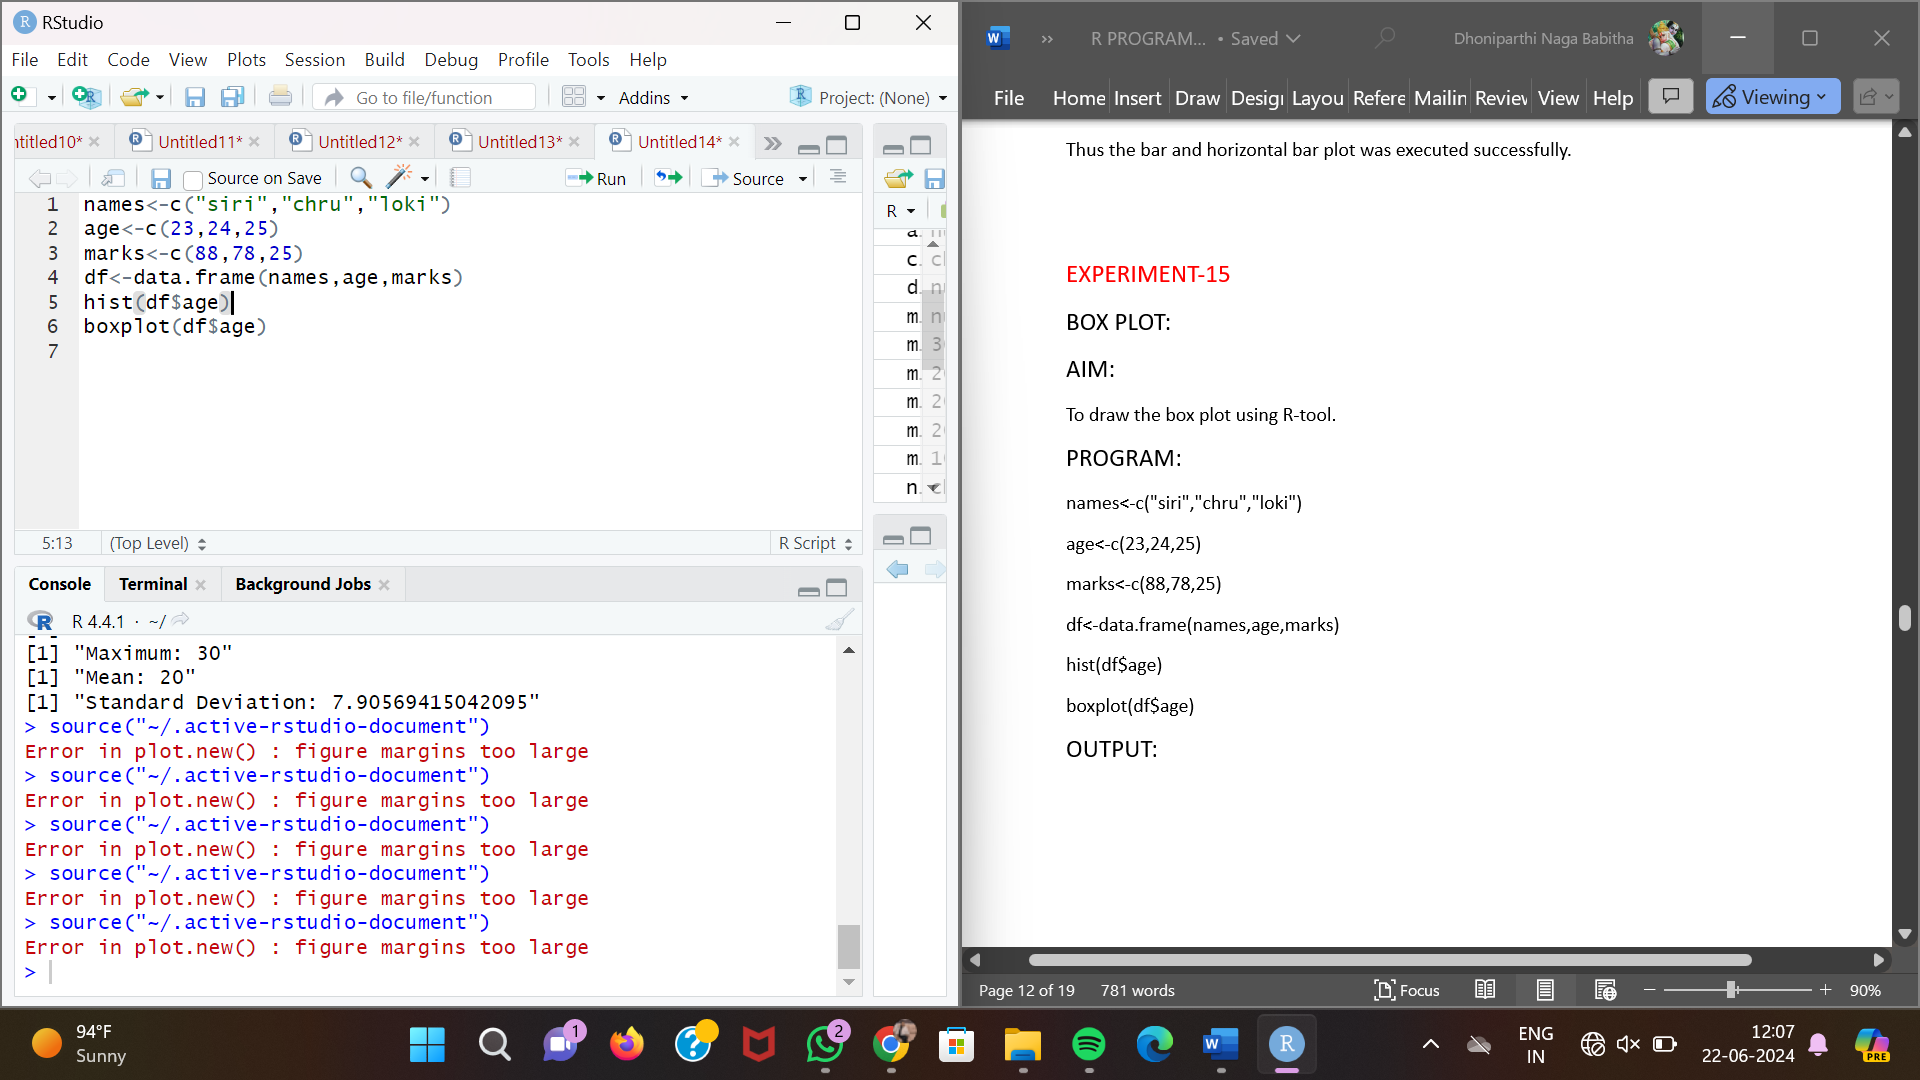 RStudio
File Edit Code View Plots Session Build Debug Profile Tools Help
Go to file/function
Addins
Project: (None)
ntitled10*
Untitled11*
Untitled12*
Untitled13*
Untitled14*
Source on Save
Run
Source
1 names<-c("siri","chru","loki")
2 age<-c(23,24,25)
3 marks<-c(88,78,25)
4 df<-data.frame(names,age,marks)
5 hist(df$age)
6 boxplot(df$age)
7
5:13 (Top Level) R Script
R
a.
c.
d.
m.
m. 3
m. 2
m. 2
m. 2
m. 1
n.
Console Terminal Background Jobs
R 4.4.1 · ~/
[1] "Maximum: 30"
[1] "Mean: 20"
[1] "Standard Deviation: 7.90569415042095"
> source("~/.active-rstudio-document")
Error in plot.new() : figure margins too large
> source("~/.active-rstudio-document")
Error in plot.new() : figure margins too large
> source("~/.active-rstudio-document")
Error in plot.new() : figure margins too large
> source("~/.active-rstudio-document")
Error in plot.new() : figure margins too large
> source("~/.active-rstudio-document")
Error in plot.new() : figure margins too large
>
W » R PROGRAM... • Saved Dhoniparthi Naga Babitha
File Home Insert Draw Desig Layou Refere Mailin Review View Help Viewing
Thus the bar and horizontal bar plot was executed successfully.
EXPERIMENT-15
BOX PLOT:
AIM:
To draw the box plot using R-tool.
PROGRAM:
names<-c("siri","chru","loki")
age<-c(23,24,25)
marks<-c(88,78,25)
df<-data.frame(names,age,marks)
hist(df$age)
boxplot(df$age)
OUTPUT:
Page 12 of 19 781 words Focus 90%
94°F
Sunny
1
2
ENG
IN
12:07
22-06-2024
PRE